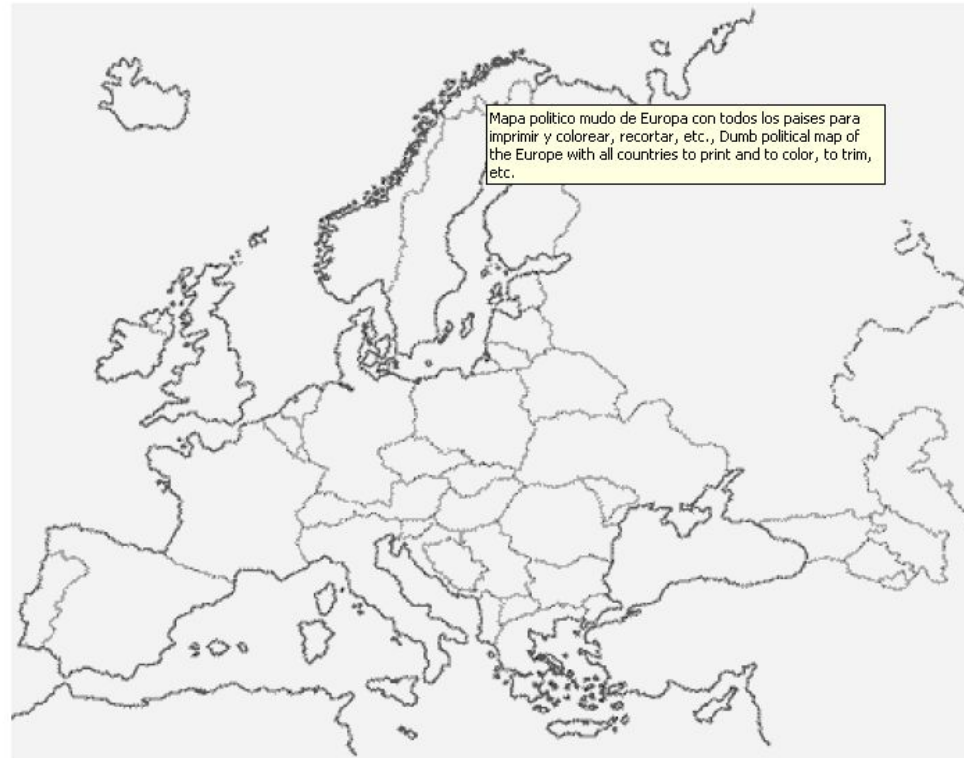 Mapa politico mudo de Europa con todos los paises para
imprimir y colorear, recortar, etc., Dumb political map of
the Europe with all countries to print and to color, to trim,
etc.